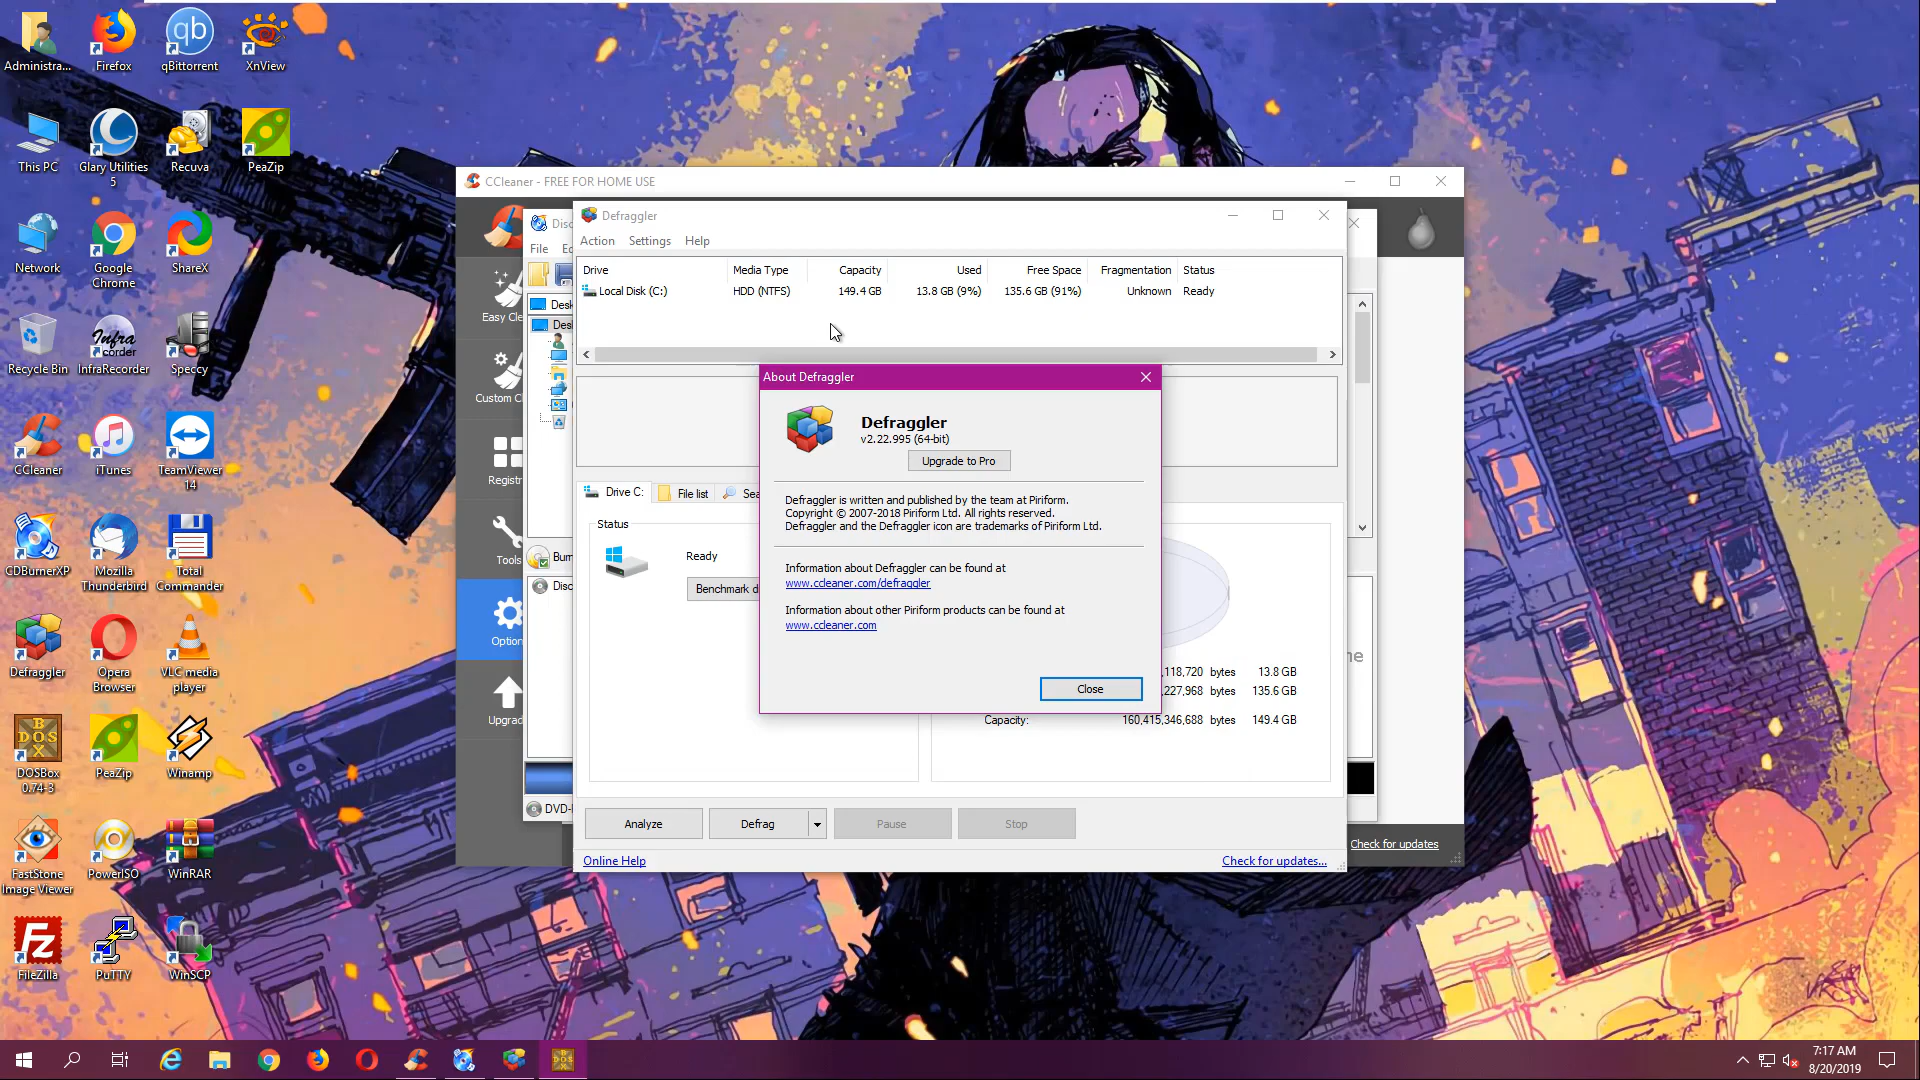 Administra...
Firefox
qBittorrent
XnView
This PC
Glary Utilities
5
Recuva
PeaZip
Network
Google
Chrome
ShareX
Recycle Bin
InfraRecorder
Speccy
CCleaner
iTunes
TeamViewer
14
CDBurnerXP
Mozilla
Thunderbird
Total
Commander
Defraggler
Opera
Browser
VLC media
player
DOSBox
0.74-3
PeaZip
Winamp
FastStone
Image Viewer
PowerISO
WinRAR
FileZilla
PuTTY
WinSCP
CCleaner - FREE FOR HOME USE
Easy Cle
Custom Cl
Registr
Tools
Option
Upgrad
Check for updates
Disc
File Ed
Desk
Desk
Burn
Disc
DVD-
Defraggler
Action Settings Help
Drive Media Type Capacity Used Free Space Fragmentation Status
Local Disk (C:) HDD (NTFS) 149.4 GB 13.8 GB (9%) 135.6 GB (91%) Unknown Ready
Drive C: File list Sea
Status
Ready
Benchmark d
,118,720 bytes 13.8 GB
,227,968 bytes 135.6 GB
Capacity: 160,415,346,688 bytes 149.4 GB
Analyze Defrag Pause Stop
Online Help Check for updates...
About Defraggler
Defraggler
v2.22.995 (64-bit)
Upgrade to Pro
Defraggler is written and published by the team at Piriform.
Copyright © 2007-2018 Piriform Ltd. All rights reserved.
Defraggler and the Defraggler icon are trademarks of Piriform Ltd.
Information about Defraggler can be found at
www.ccleaner.com/defraggler
Information about other Piriform products can be found at
www.ccleaner.com
Close
7:17 AM
8/20/2019